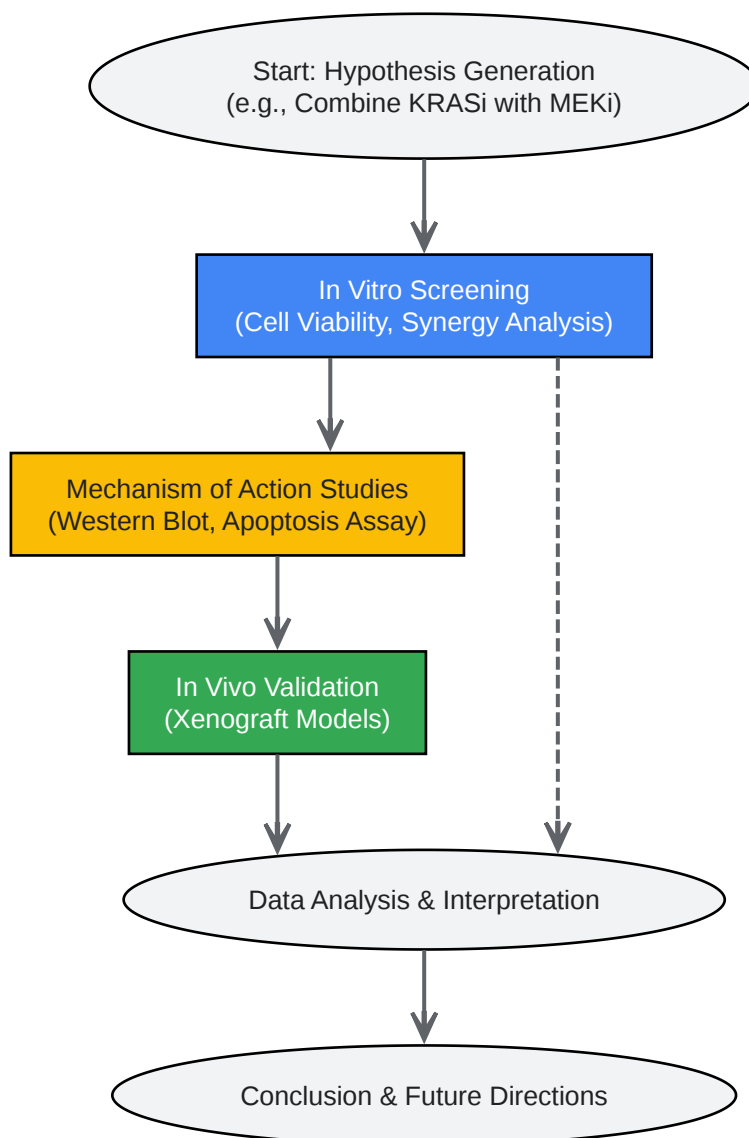 Start: Hypothesis Generation
(e.g., Combine KRASi with MEKi)
In Vitro Screening
(Cell Viability, Synergy Analysis)
Mechanism of Action Studies
(Western Blot, Apoptosis Assay)
In Vivo Validation
(Xenograft Models)
Data Analysis & Interpretation
Conclusion & Future Directions